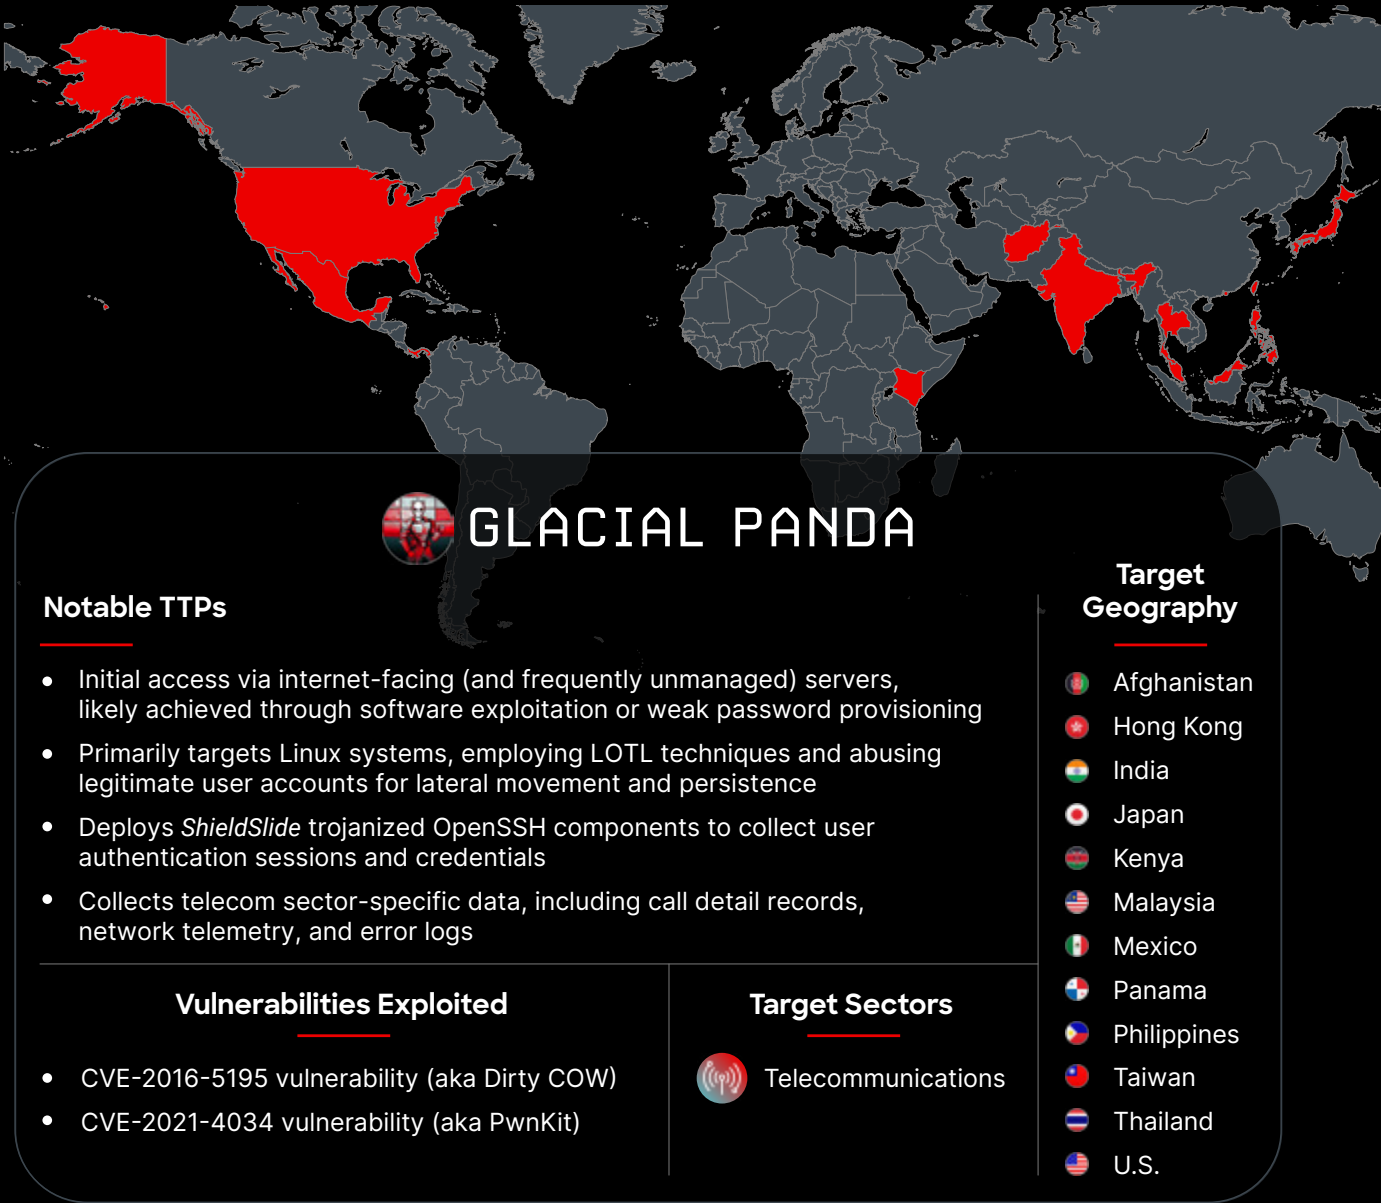 GLACIAL PANDA
Notable TTPs
• Initial access via internet-facing (and frequently unmanaged) servers,
likely achieved through software exploitation or weak password provisioning
• Primarily targets Linux systems, employing LOTL techniques and abusing
legitimate user accounts for lateral movement and persistence
• Deploys ShieldSlide trojanized OpenSSH components to collect user
authentication sessions and credentials
• Collects telecom sector-specific data, including call detail records,
network telemetry, and error logs
Vulnerabilities Exploited
• CVE-2016-5195 vulnerability (aka Dirty COW)
• CVE-2021-4034 vulnerability (aka PwnKit)
Target Sectors
Telecommunications
Target
Geography
Afghanistan
Hong Kong
India
Japan
Kenya
Malaysia
Mexico
Panama
Philippines
Taiwan
Thailand
U.S.